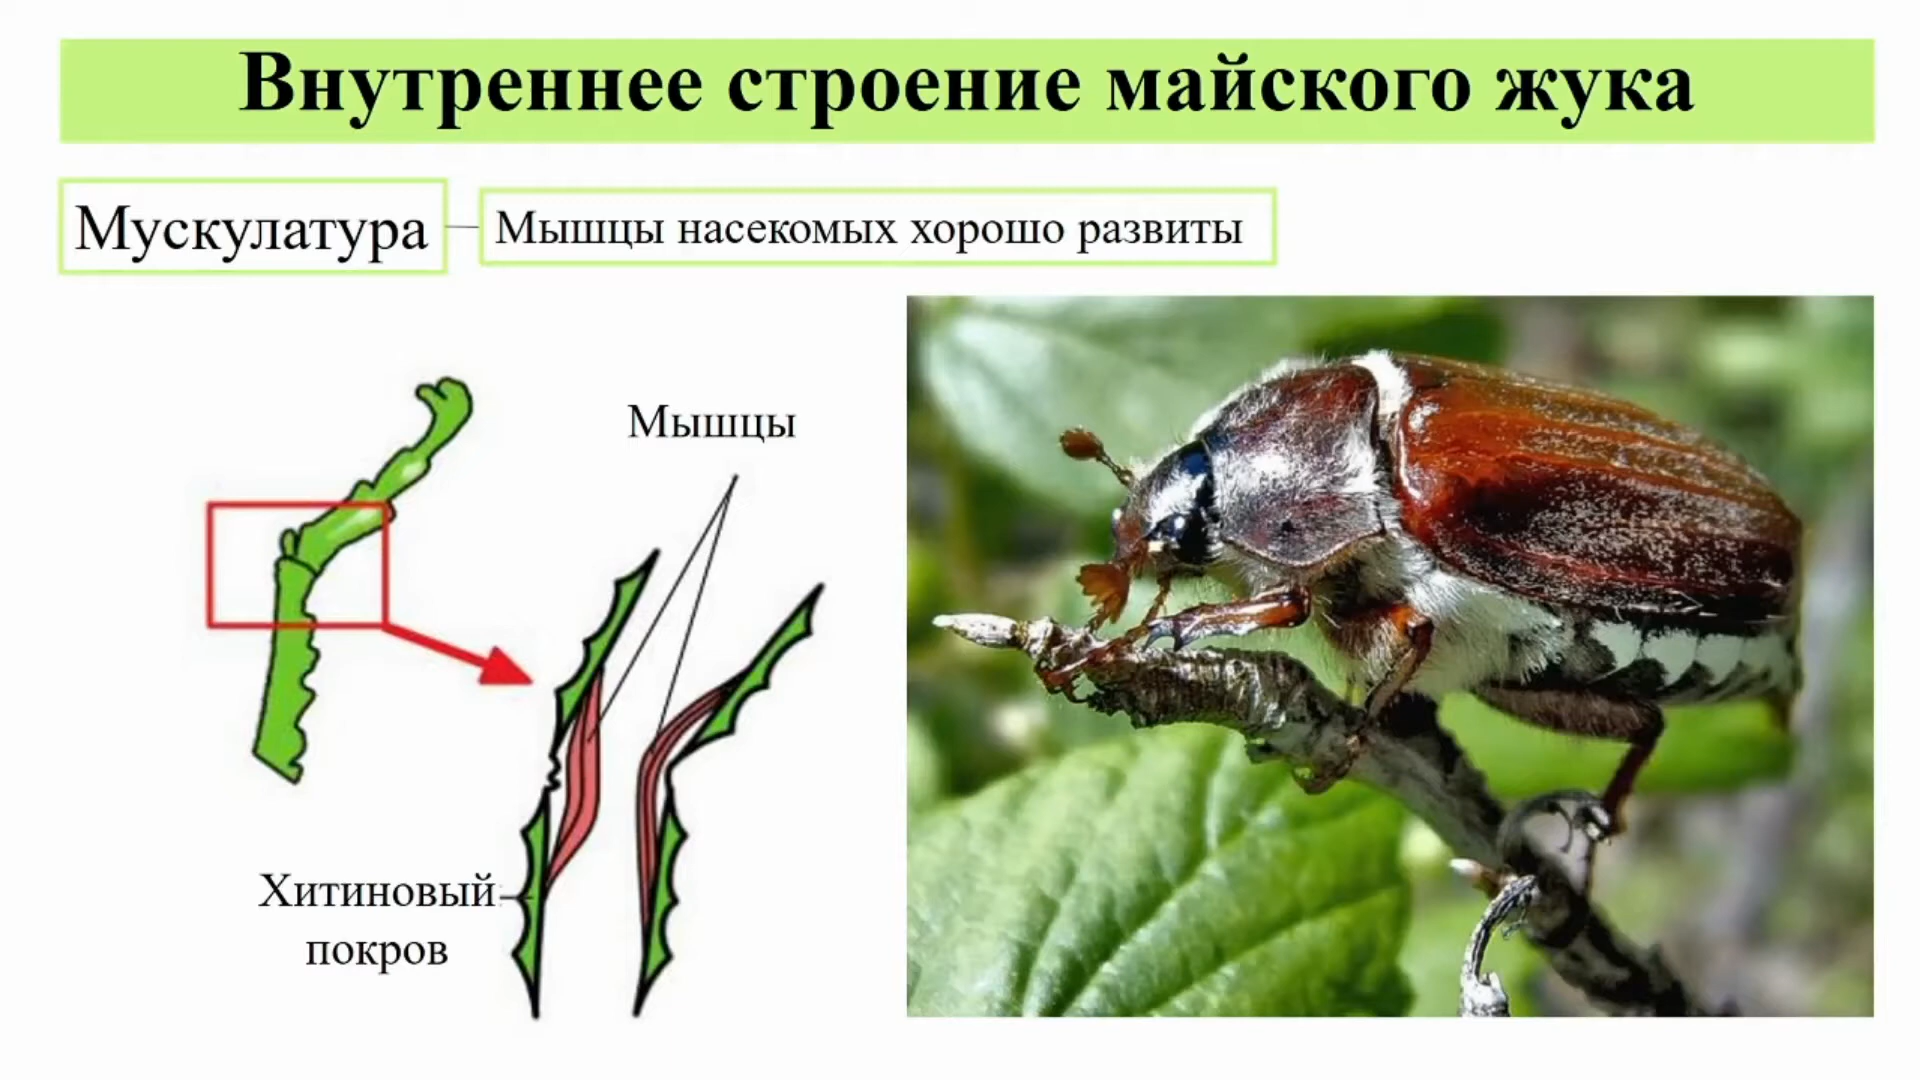 Внутреннее строение майского жука
Мускулатура
Мышцы насекомых хорошо развиты
Мышцы
Хитиновый
покров